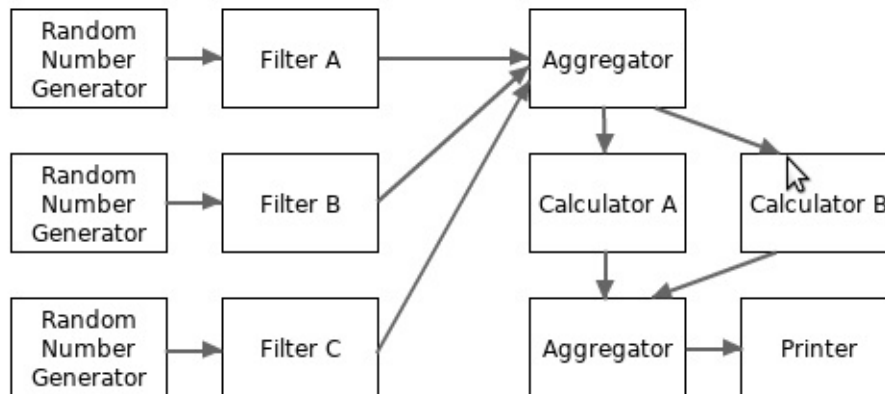 Random
Number
Generator
Filter A
Aggregator
Random
Number
Generator
Filter B
Calculator A
Calculator B
Random
Number
Generator
Filter C
Aggregator
Printer